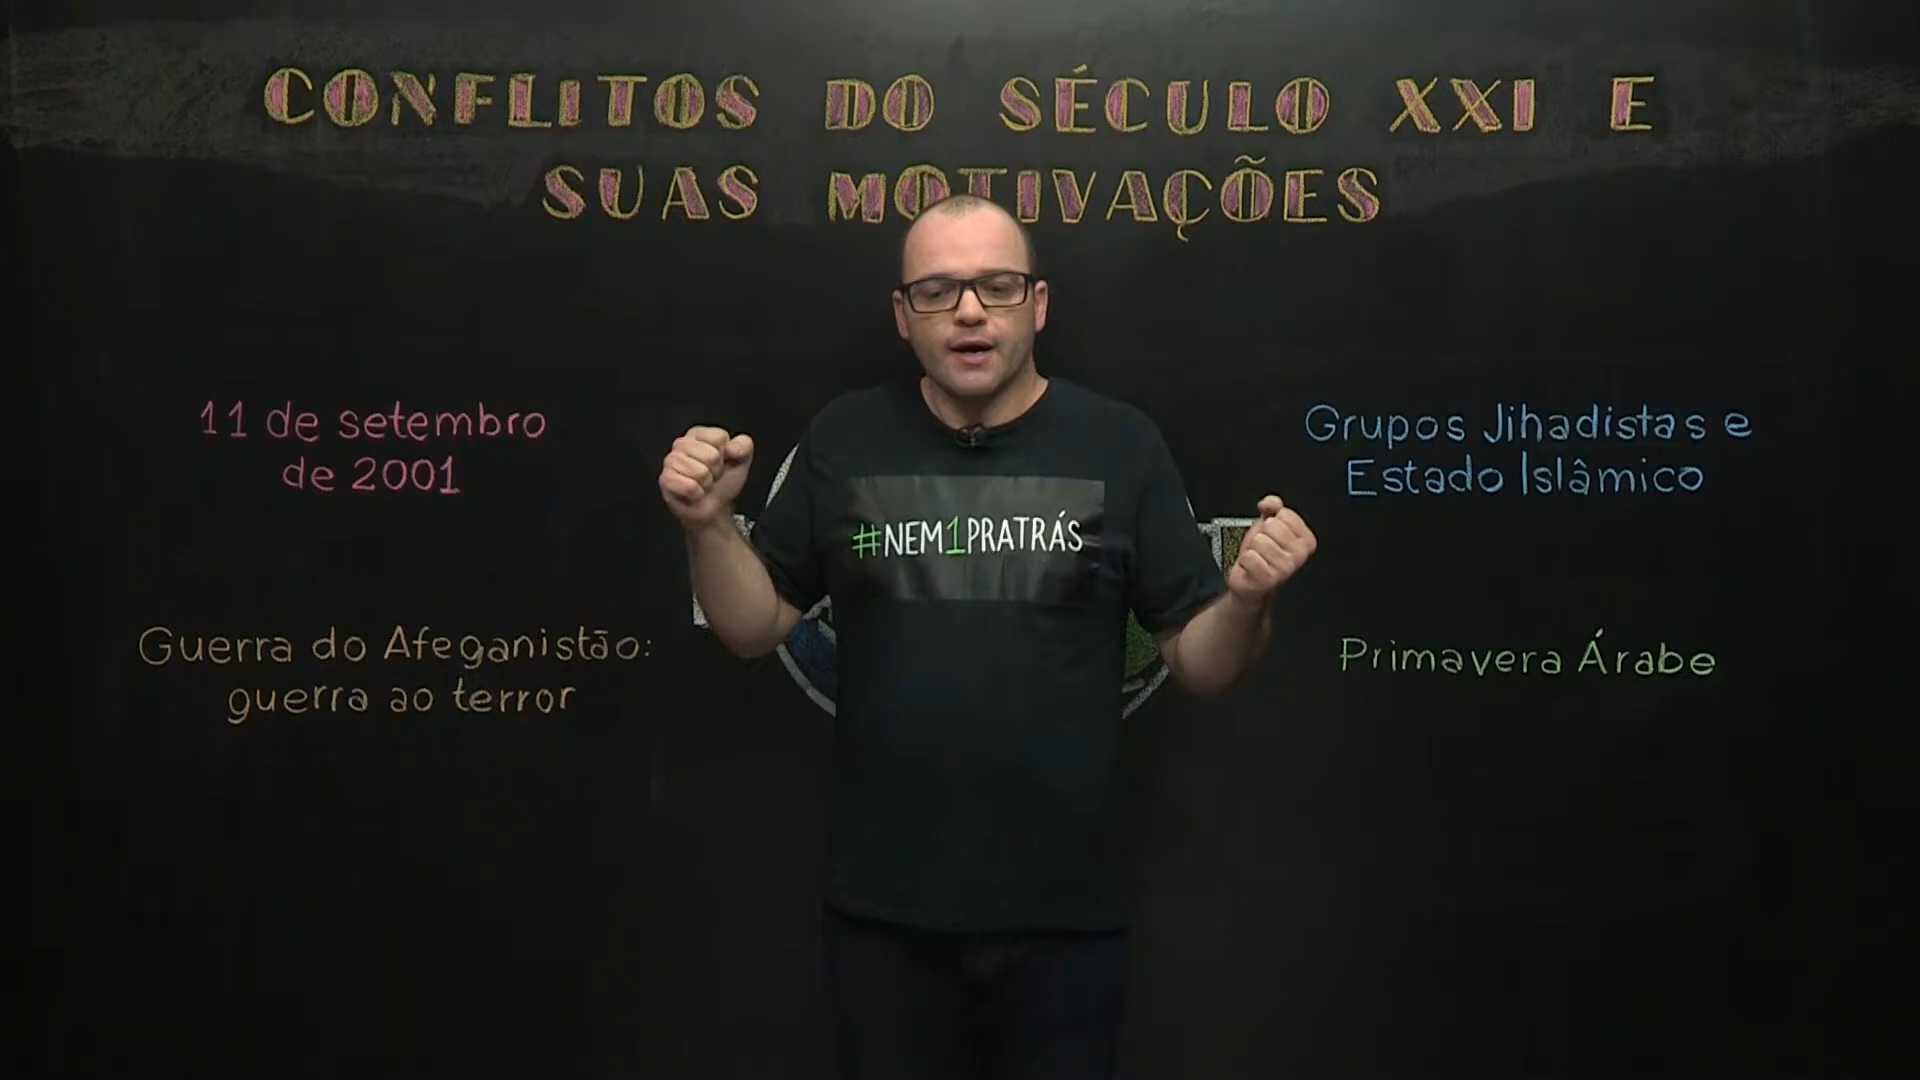 CONFLITOS DO SÉCULO XXI E
SUAS MOTIVAÇÕES
11 de setembro
de 2001
Guerra do Afeganistão:
guerra ao terror
#NEM1PRATRÁS
Grupos Jihadistas e
Estado Islâmico
Primavera Árabe